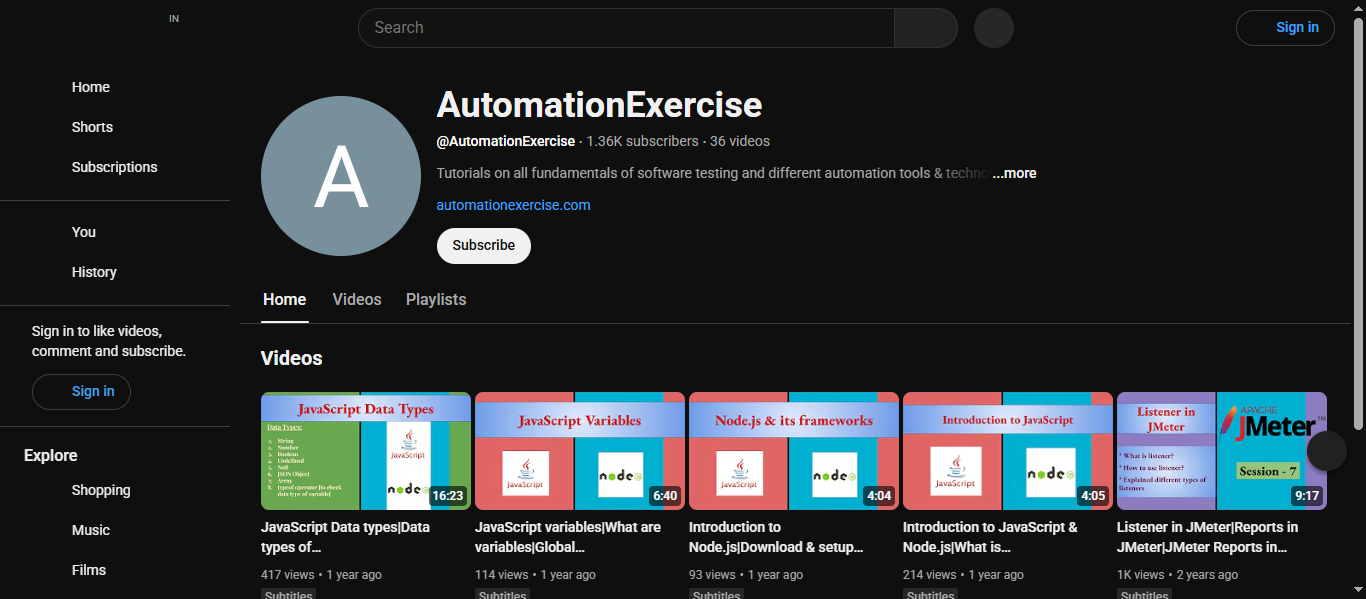 IN
Search
Sign in
Home
Shorts
Subscriptions
You
History
Sign in to like videos,
comment and subscribe.
Sign in
Explore
Shopping
Music
Films
A
AutomationExercise
@AutomationExercise · 1.36K subscribers · 36 videos
Tutorials on all fundamentals of software testing and different automation tools & techno ...more
automationexercise.com
Subscribe
Home Videos Playlists
Videos
JavaScript Data Types
Data Types:
1. String
2. Number
3. Boolean
4. Undefined
5. Null
6. JSON Object
7. Array
8. typeof operator [to check
data type of variable]
JavaScript
node
16:23
JavaScript Data types|Data
types of...
417 views • 1 year ago
Subtitles
JavaScript Variables
JavaScript
node
6:40
JavaScript variables|What are
variables|Global...
114 views • 1 year ago
Subtitles
Node.js & its frameworks
JavaScript
node
4:04
Introduction to
Node.js|Download & setup...
93 views • 1 year ago
Subtitles
Introduction to JavaScript
JavaScript
node
4:05
Introduction to JavaScript &
Node.js|What is...
214 views • 1 year ago
Subtitles
Listener in
JMeter
* What is listener?
* How to use listener?
* Explained different types of
listeners
APACHE
JMeter™
Session - 7
9:17
Listener in JMeter|Reports in
JMeter|JMeter Reports in...
1K views • 2 years ago
Subtitles